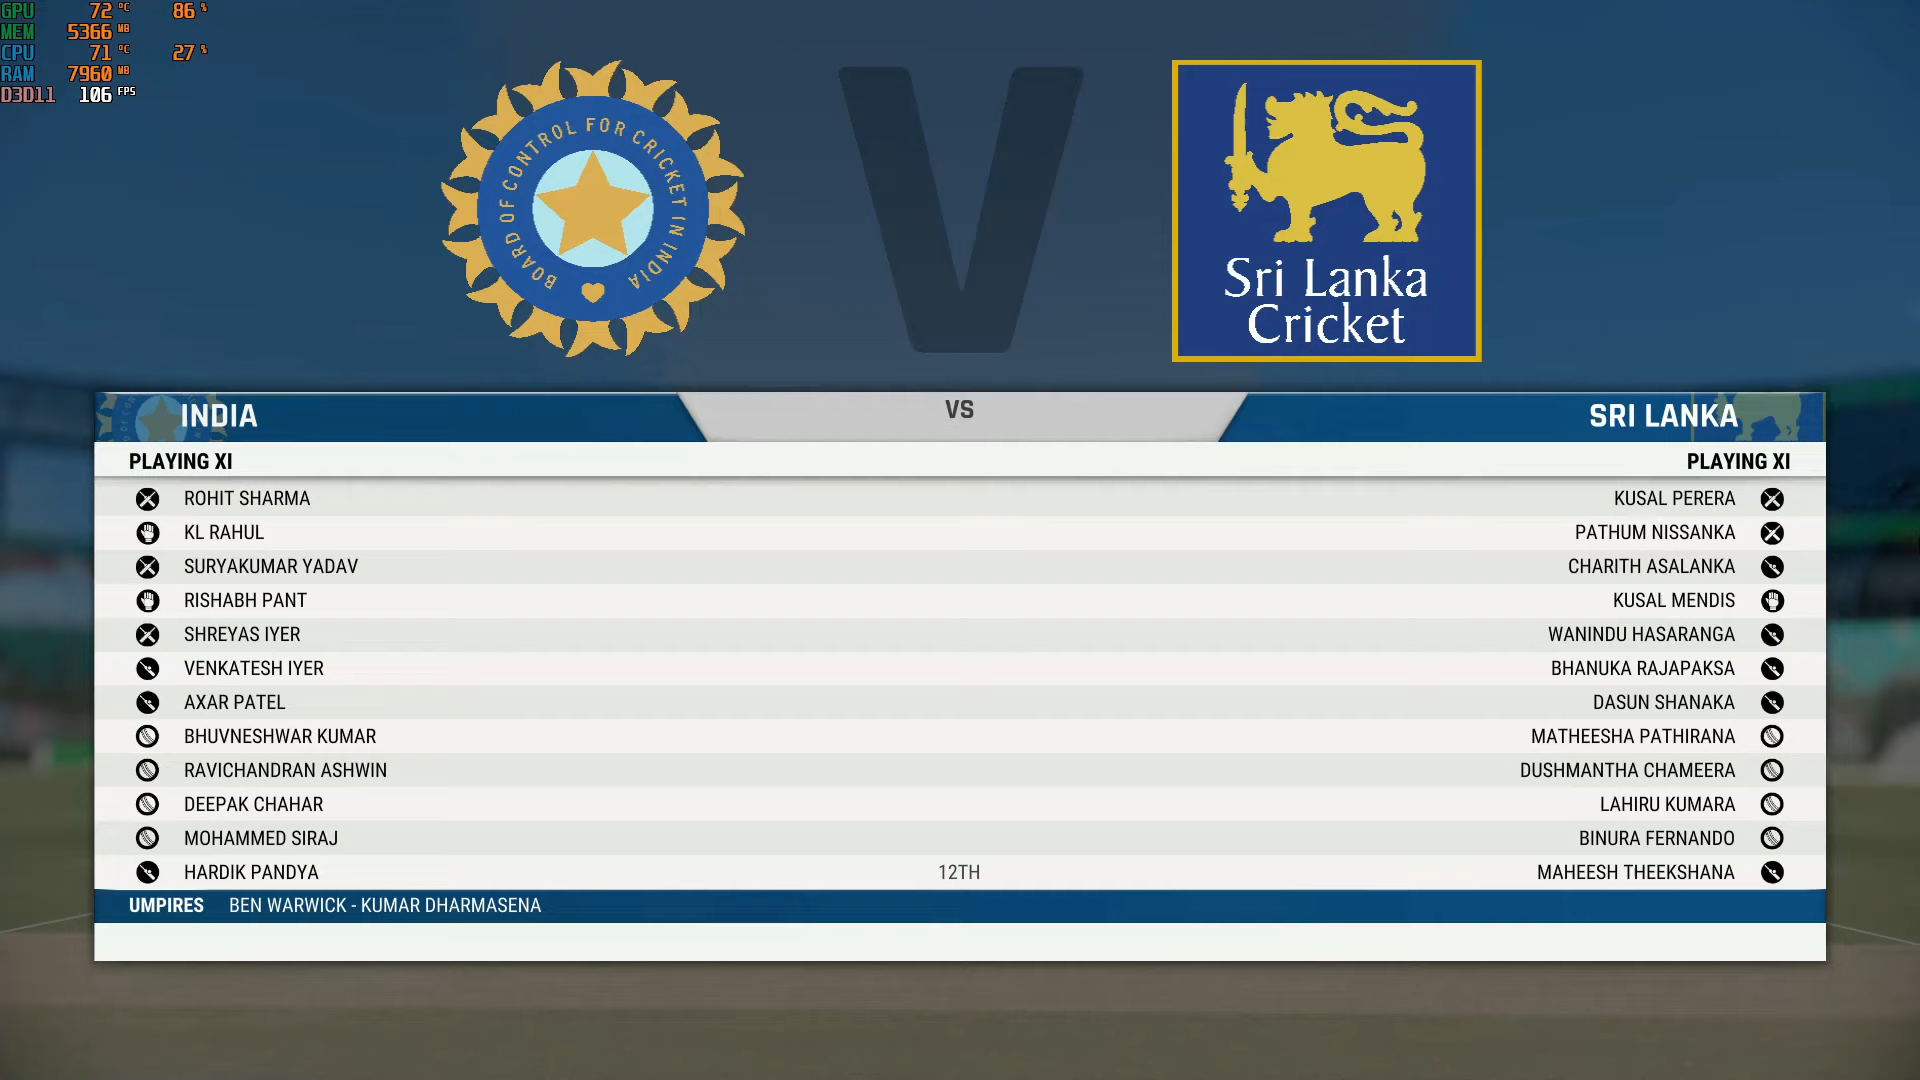 GPU 72 °C 86 %
MEM 5366 MB
CPU 71 °C 27 %
RAM 7960 MB
D3D11 106 FPS
BOARD OF CONTROL FOR CRICKET IN INDIA
V
Sri Lanka
Cricket
INDIA VS SRI LANKA
PLAYING XI PLAYING XI
ROHIT SHARMA KUSAL PERERA
KL RAHUL PATHUM NISSANKA
SURYAKUMAR YADAV CHARITH ASALANKA
RISHABH PANT KUSAL MENDIS
SHREYAS IYER WANINDU HASARANGA
VENKATESH IYER BHANUKA RAJAPAKSA
AXAR PATEL DASUN SHANAKA
BHUVNESHWAR KUMAR MATHEESHA PATHIRANA
RAVICHANDRAN ASHWIN DUSHMANTHA CHAMEERA
DEEPAK CHAHAR LAHIRU KUMARA
MOHAMMED SIRAJ BINURA FERNANDO
HARDIK PANDYA 12TH MAHEESH THEEKSHANA
UMPIRES BEN WARWICK - KUMAR DHARMASENA